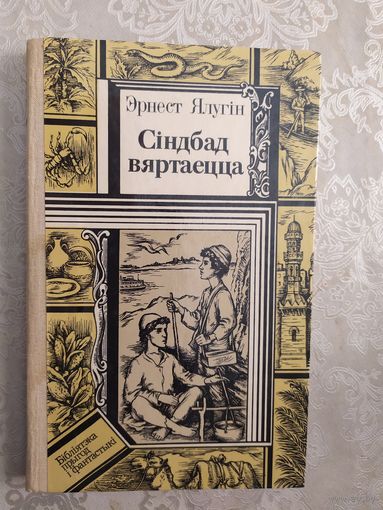 Эрнест Ялугін
Сіндбад
вяртаецца
Бібліятэка
прыгод
і фантастыкі